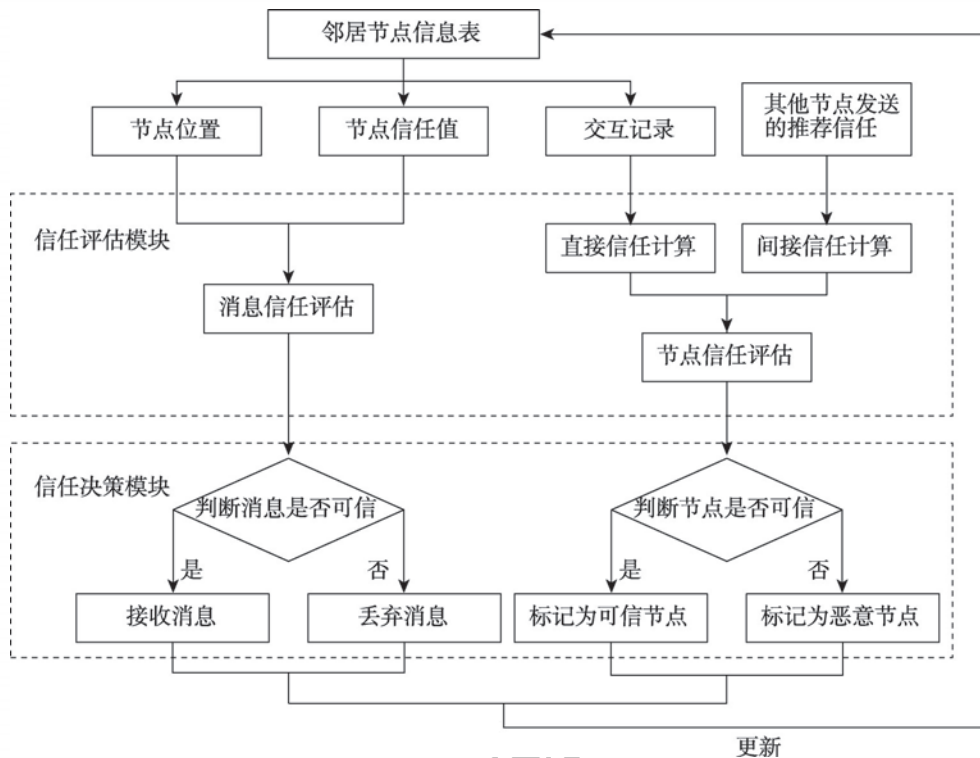 邻居节点信息表
节点位置
节点信任值
交互记录
其他节点发送
的推荐信任
信任评估模块
直接信任计算
间接信任计算
消息信任评估
节点信任评估
信任决策模块
判断消息是否可信
判断节点是否可信
是
否
是
否
接收消息
丢弃消息
标记为可信节点
标记为恶意节点
更新